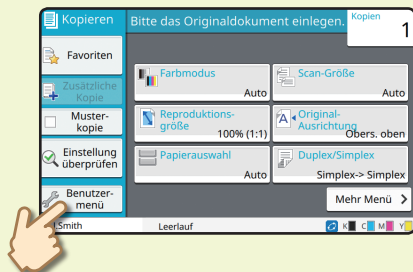 Kopieren
Bitte das Originaldokument einlegen.
Kopien
1
Favoriten
Zusätzliche
Kopie
Muster-
kopie
Einstellung
überprüfen
Benutzer-
menü
Farbmodus
Auto
Scan-Größe
Auto
Reproduktions-
größe
100% (1:1)
Original-
Ausrichtung
Obers. oben
Papierauswahl
Auto
Duplex/Simplex
Simplex-> Simplex
Mehr Menü
.Smith
Leerlauf
K C M Y